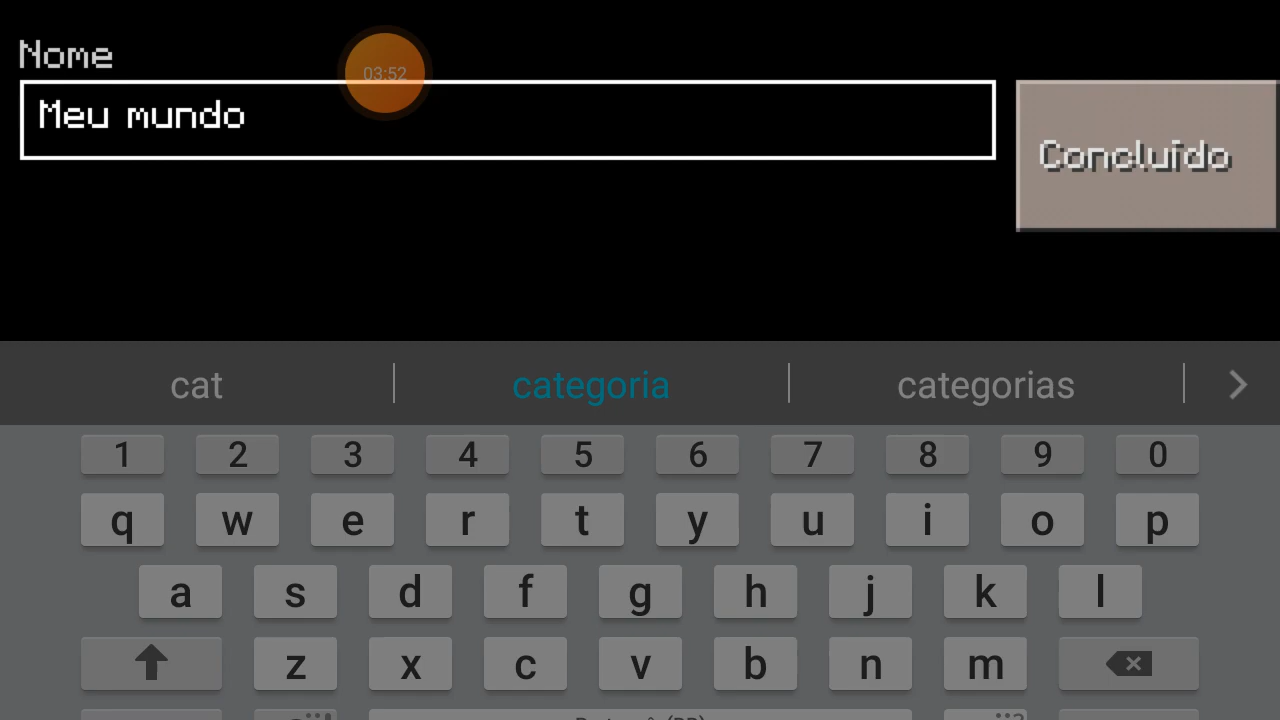 Nome
03:52
Meu mundo
Concluído
cat categoria categorias
1 2 3 4 5 6 7 8 9 0
q w e r t y u i o p
a s d f g h j k l
z x c v b n m